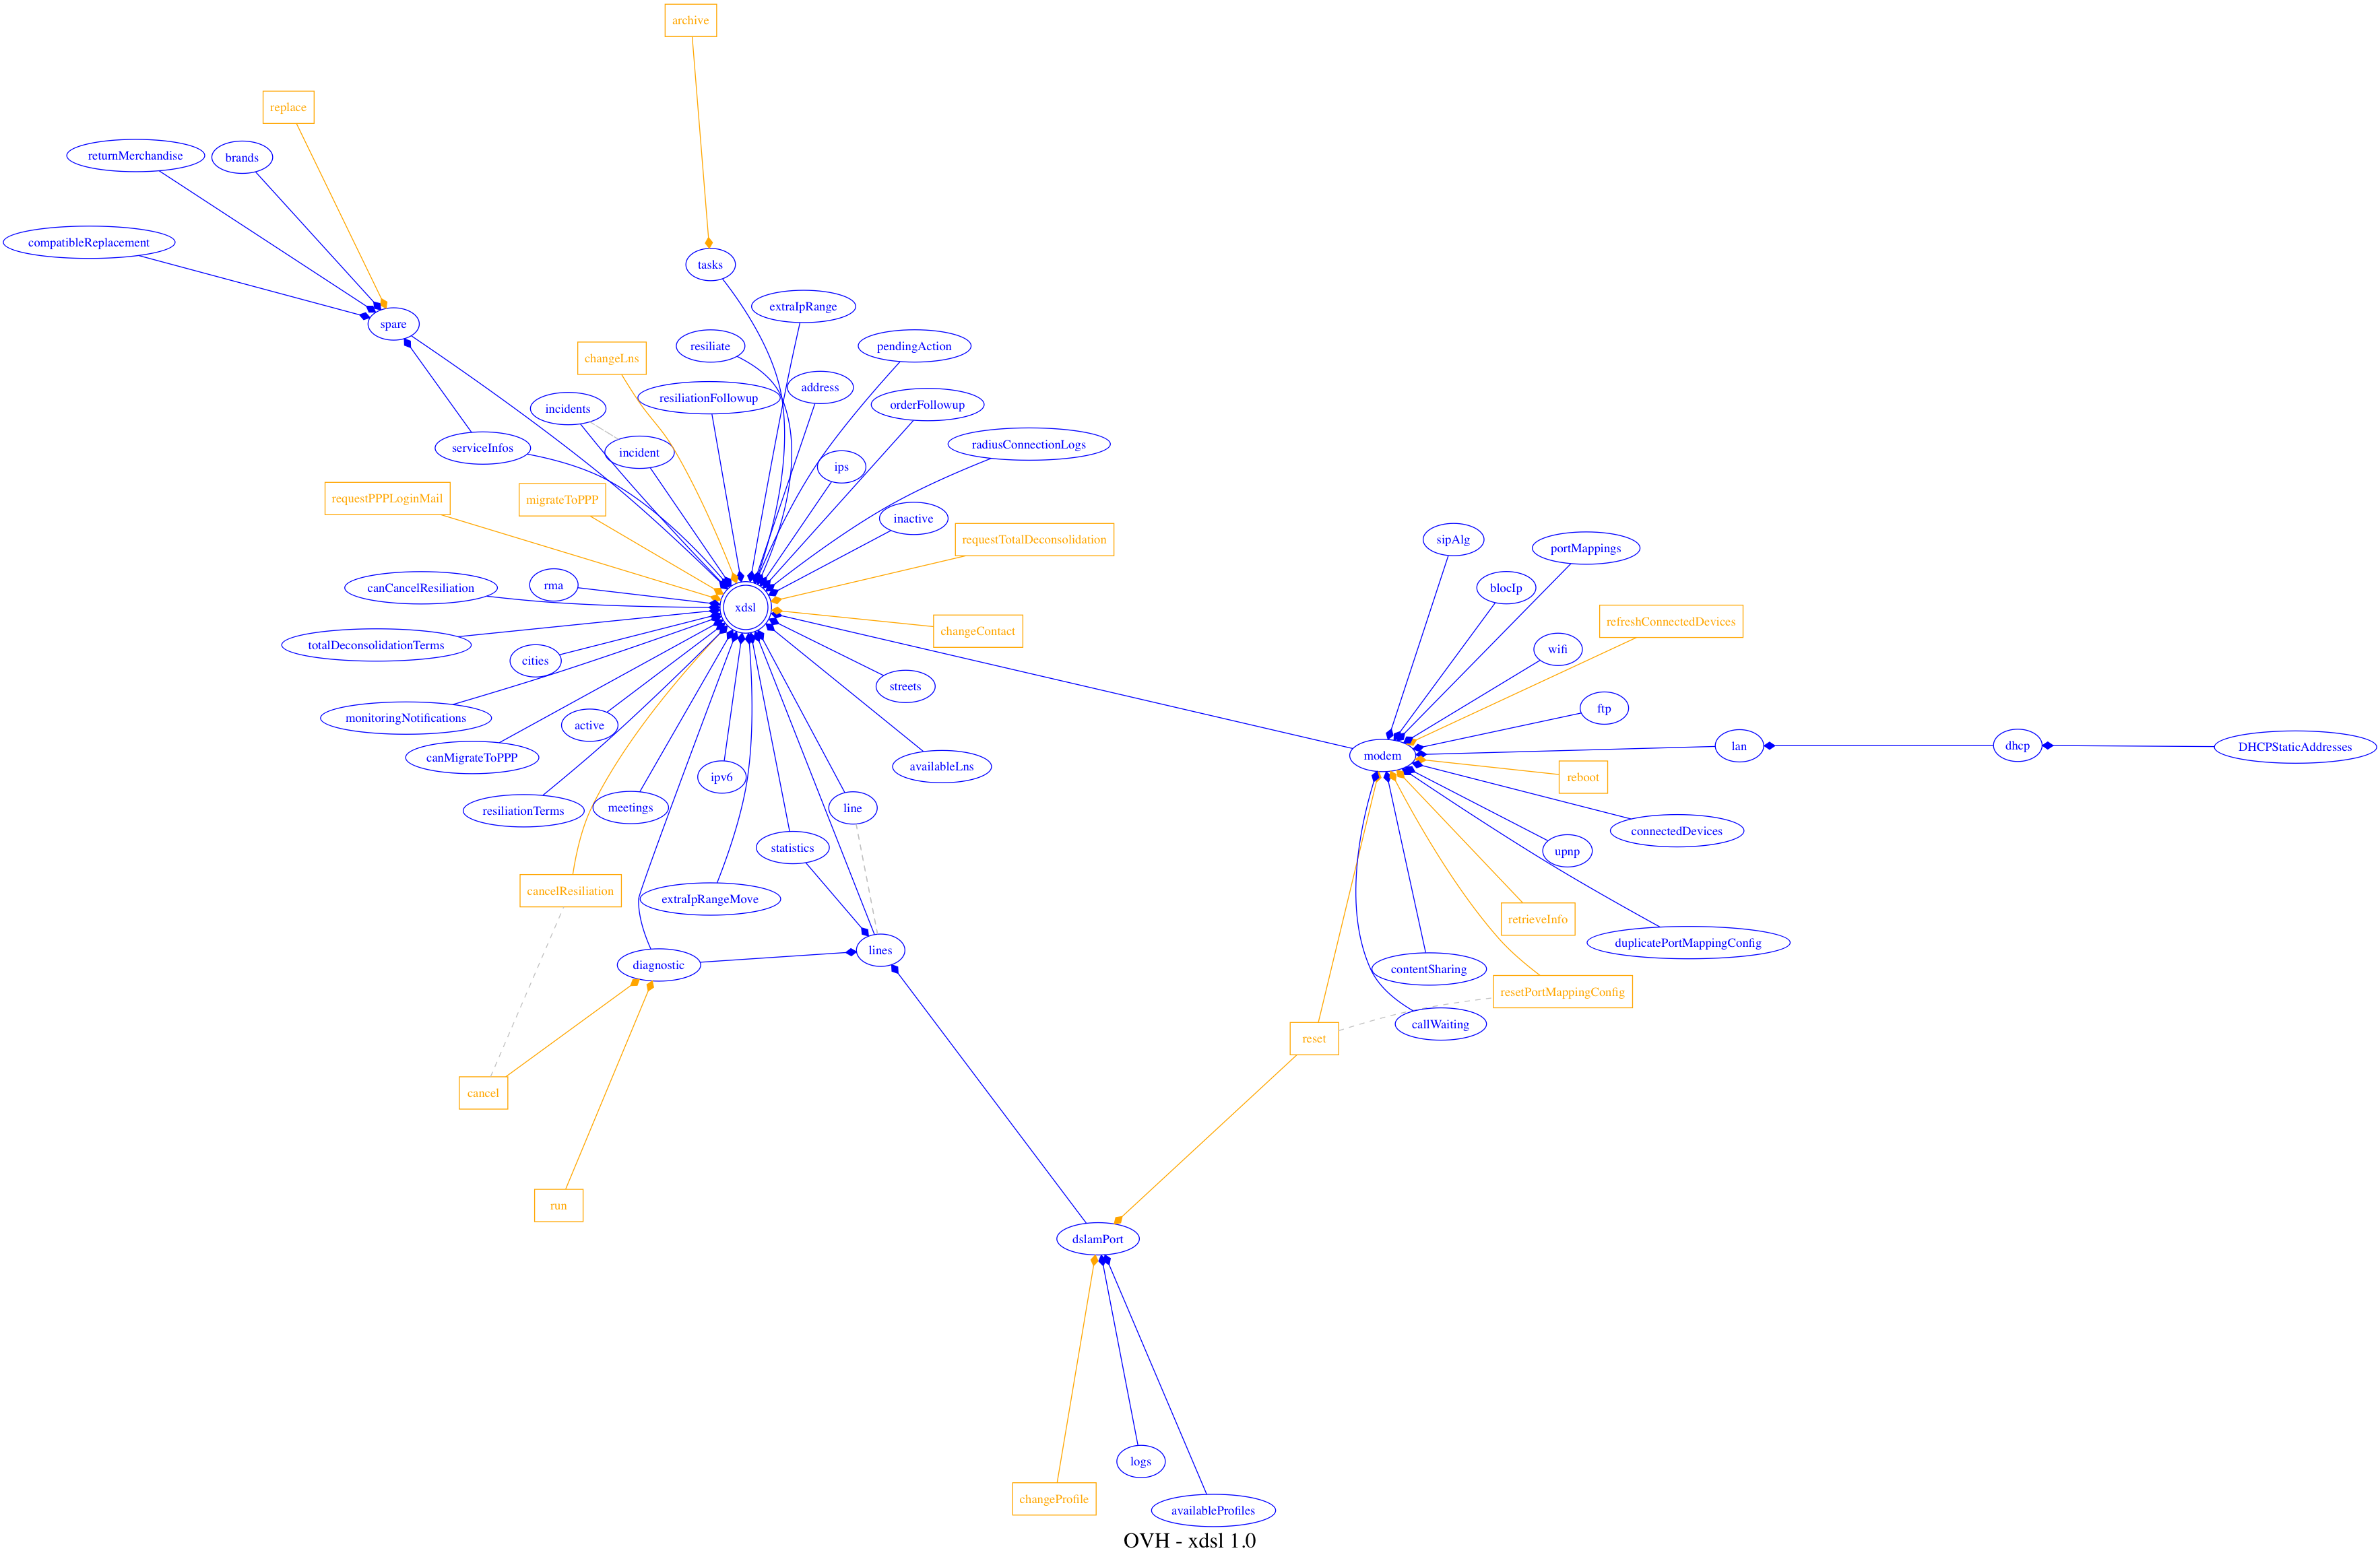 archive
replace
returnMerchandise
brands
compatibleReplacement
tasks
extraIpRange
spare
resiliate
pendingAction
changeLns
address
resiliationFollowup
orderFollowup
incidents
radiusConnectionLogs
serviceInfos
incident
ips
requestPPPLoginMail
migrateToPPP
inactive
requestTotalDeconsolidation
sipAlg
portMappings
canCancelResiliation
rma
blocIp
xdsl
refreshConnectedDevices
changeContact
totalDeconsolidationTerms
wifi
cities
streets
ftp
monitoringNotifications
active
lan
dhcp
DHCPStaticAddresses
canMigrateToPPP
modem
availableLns
ipv6
reboot
resiliationTerms
meetings
line
connectedDevices
statistics
upnp
cancelResiliation
extraIpRangeMove
retrieveInfo
duplicatePortMappingConfig
lines
diagnostic
contentSharing
resetPortMappingConfig
callWaiting
reset
cancel
run
dslamPort
logs
changeProfile
availableProfiles
OVH - xdsl 1.0